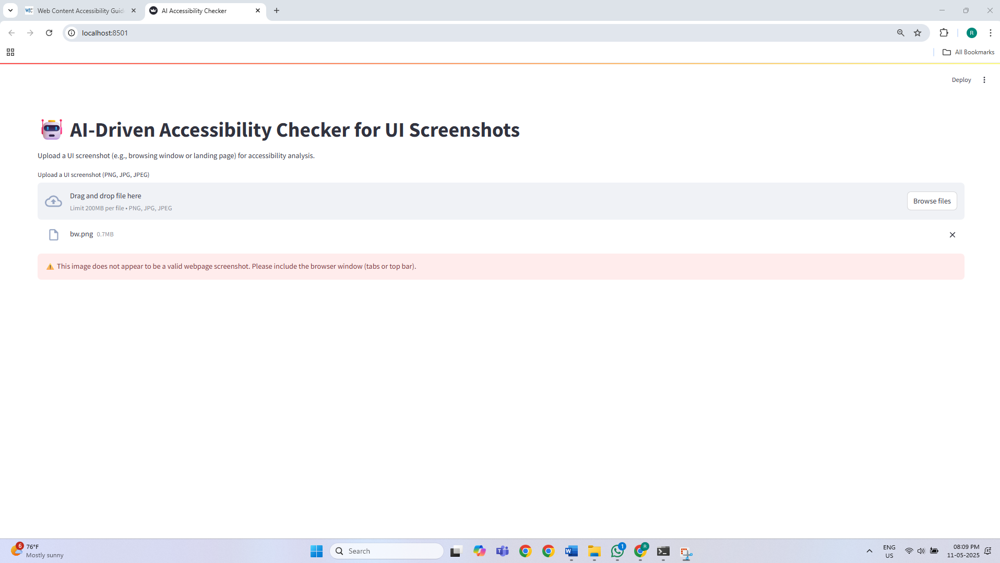 W3C
Web Content Accessibility Guid
AI Accessibility Checker
localhost:8501
R
All Bookmarks
Deploy
AI-Driven Accessibility Checker for UI Screenshots
Upload a UI screenshot (e.g., browsing window or landing page) for accessibility analysis.
Upload a UI screenshot (PNG, JPG, JPEG)
Drag and drop file here
Limit 200MB per file • PNG, JPG, JPEG
Browse files
bw.png 0.7MB
This image does not appear to be a valid webpage screenshot. Please include the browser window (tabs or top bar).
6
76°F
Mostly sunny
Search
1
R
ENG
US
08:09 PM
11-05-2025